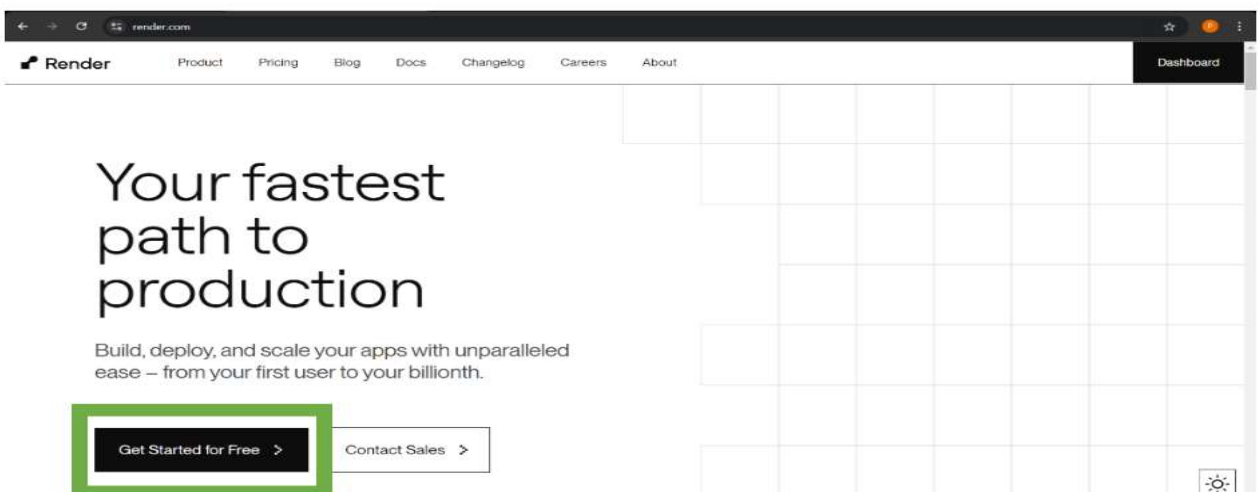 render.com
P
Render
Product Pricing Blog Docs Changelog Careers About
Dashboard
Your fastest
path to
production
Build, deploy, and scale your apps with unparalleled
ease – from your first user to your billionth.
Get Started for Free >
Contact Sales >